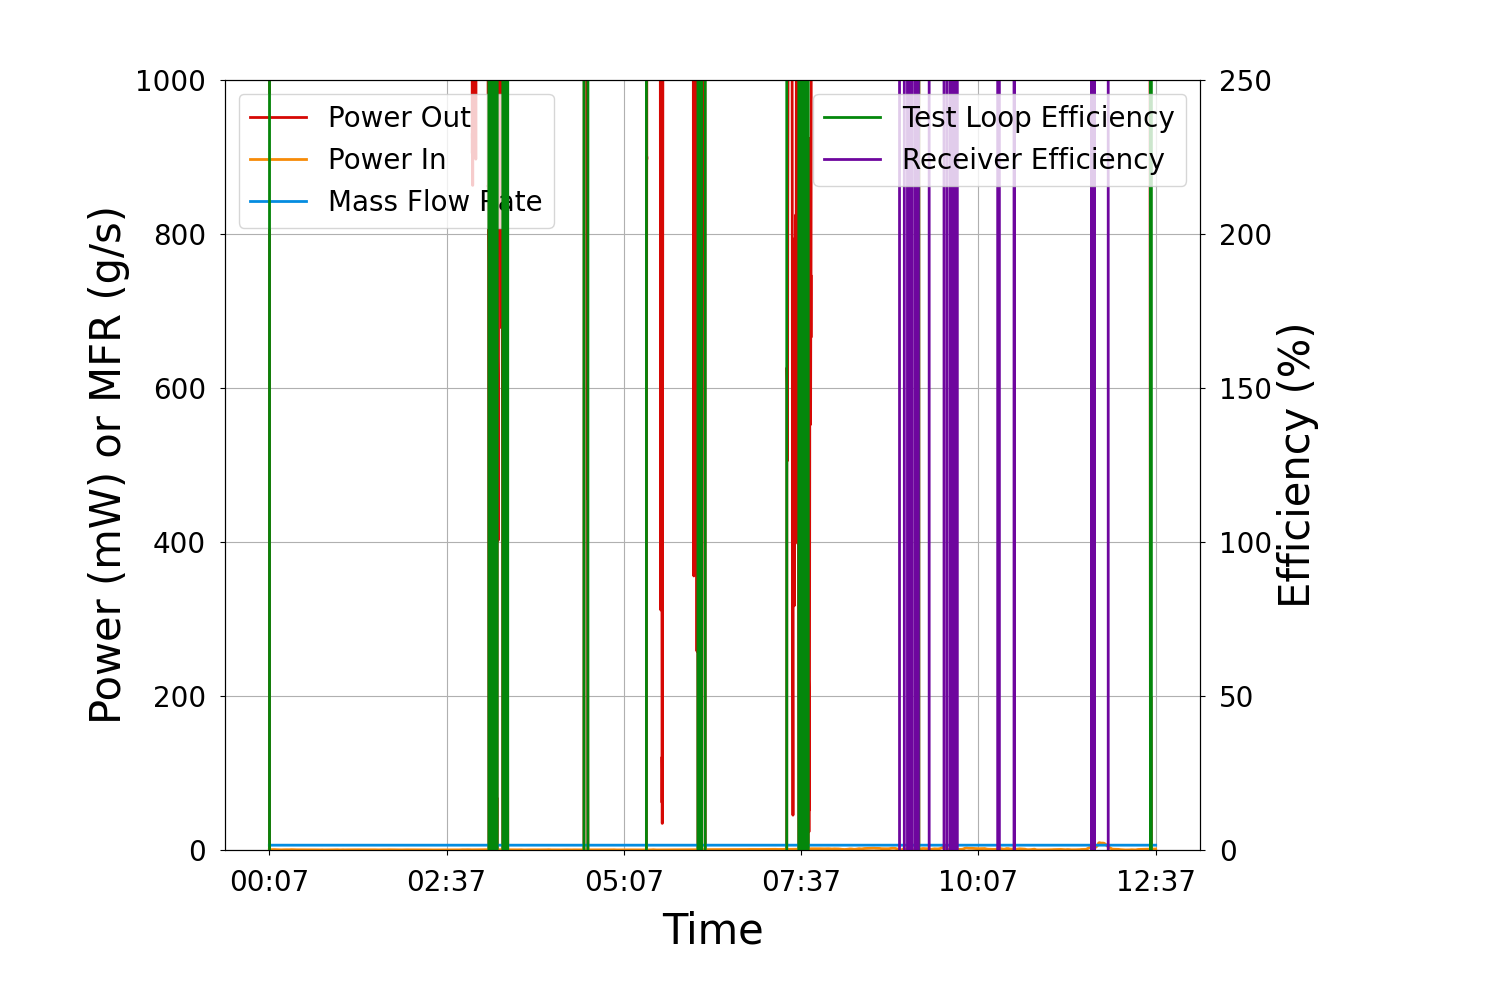 1000
800
600
400
200
0
Power (mW) or MFR (g/s)
Power Out
Power In
Mass Flow Rate
Test Loop Efficiency
Receiver Efficiency
250
200
150
100
50
0
Efficiency (%)
00:07 02:37 05:07 07:37 10:07 12:37
Time